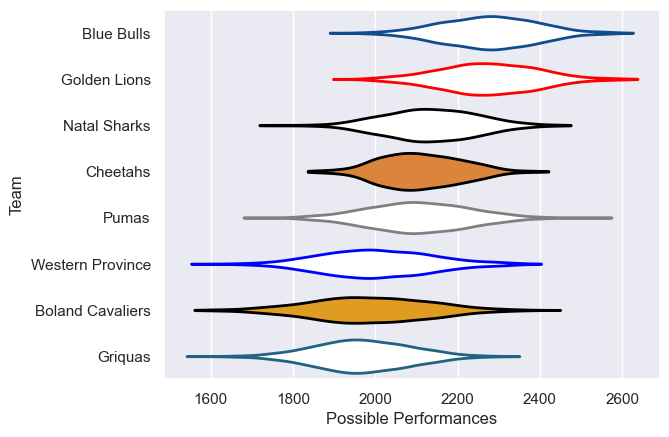 Blue Bulls
Golden Lions
Natal Sharks
Cheetahs
Pumas
Western Province
Boland Cavaliers
Griquas
Team
1600 1800 2000 2200 2400 2600
Possible Performances